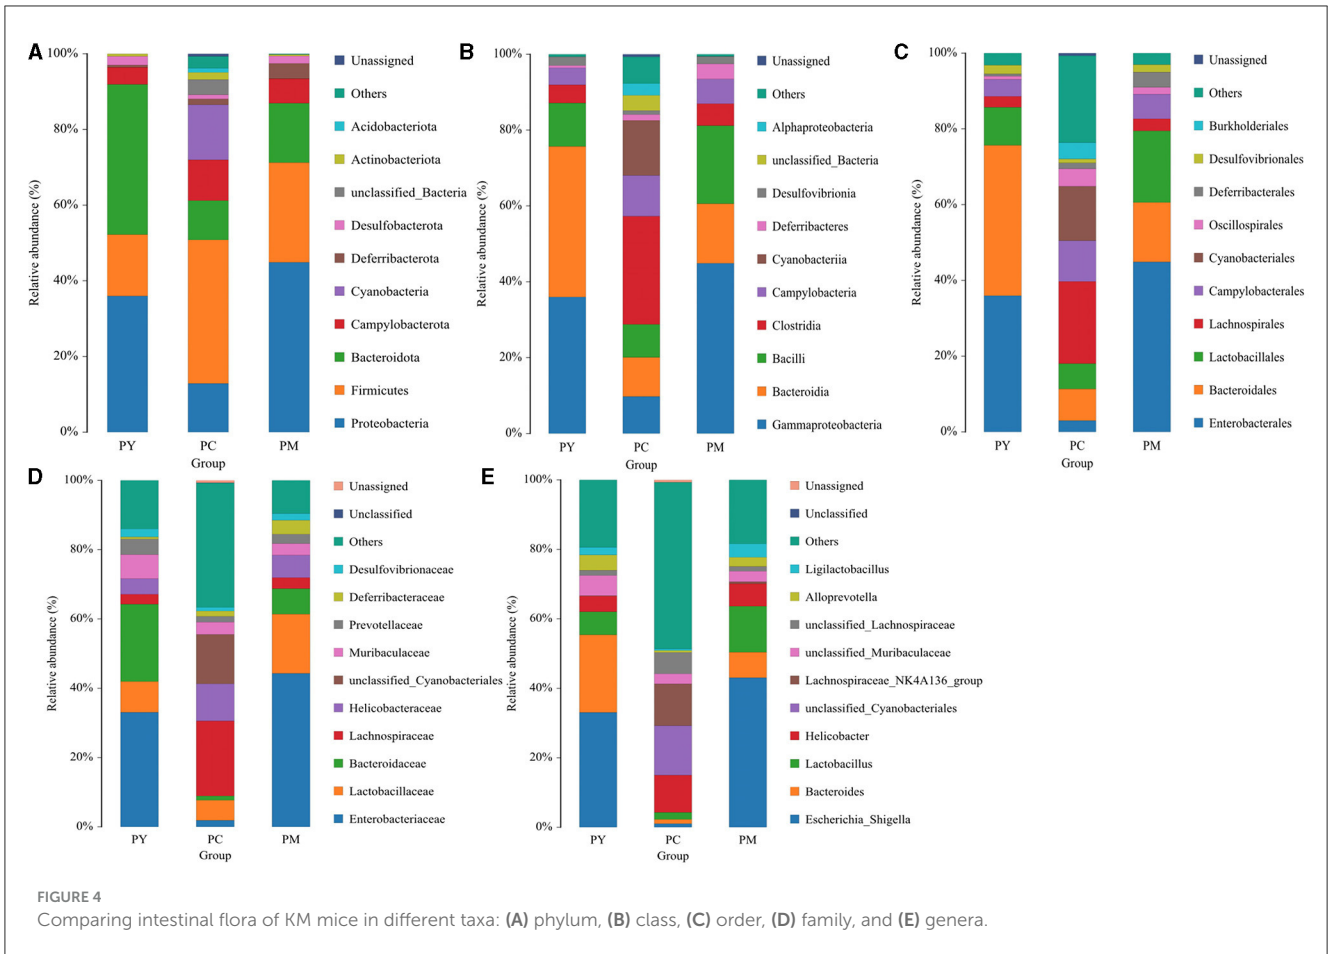 A
100%
80%
60%
40%
20%
0%
Relative abundance (%)
PY
PC
PM
Group
Unassigned
Others
Acidobacteriota
Actinobacteriota
unclassified_Bacteria
Desulfobacterota
Deferribacterota
Cyanobacteria
Campylobacterota
Bacteroidota
Firmicutes
Proteobacteria
B
100%
80%
60%
40%
20%
0%
Relative abundance (%)
PY
PC
PM
Group
Unassigned
Others
Alphaproteobacteria
unclassified_Bacteria
Desulfovibrionia
Deferribacteres
Cyanobacteriia
Campylobacteria
Clostridia
Bacilli
Bacteroidia
Gammaproteobacteria
C
100%
80%
60%
40%
20%
0%
Relative abundance (%)
PY
PC
PM
Group
Unassigned
Others
Burkholderiales
Desulfovibrionales
Deferribacterales
Oscillospirales
Cyanobacteriales
Campylobacterales
Lachnospirales
Lactobacillales
Bacteroidales
Enterobacterales
D
100%
80%
60%
40%
20%
0%
Relative abundance (%)
PY
PC
PM
Group
Unassigned
Unclassified
Others
Desulfovibrionaceae
Deferribacteraceae
Prevotellaceae
Muribaculaceae
unclassified_Cyanobacteriales
Helicobacteraceae
Lachnospiraceae
Bacteroidaceae
Lactobacillaceae
Enterobacteriaceae
E
100%
80%
60%
40%
20%
0%
Relative abundance (%)
PY
PC
PM
Group
Unassigned
Unclassified
Others
Ligilactobacillus
Alloprevotella
unclassified_Lachnospiraceae
unclassified_Muribaculaceae
Lachnospiraceae_NK4A136_group
unclassified_Cyanobacteriales
Helicobacter
Lactobacillus
Bacteroides
Escherichia_Shigella
FIGURE 4
Comparing intestinal flora of KM mice in different taxa: (A) phylum, (B) class, (C) order, (D) family, and (E) genera.